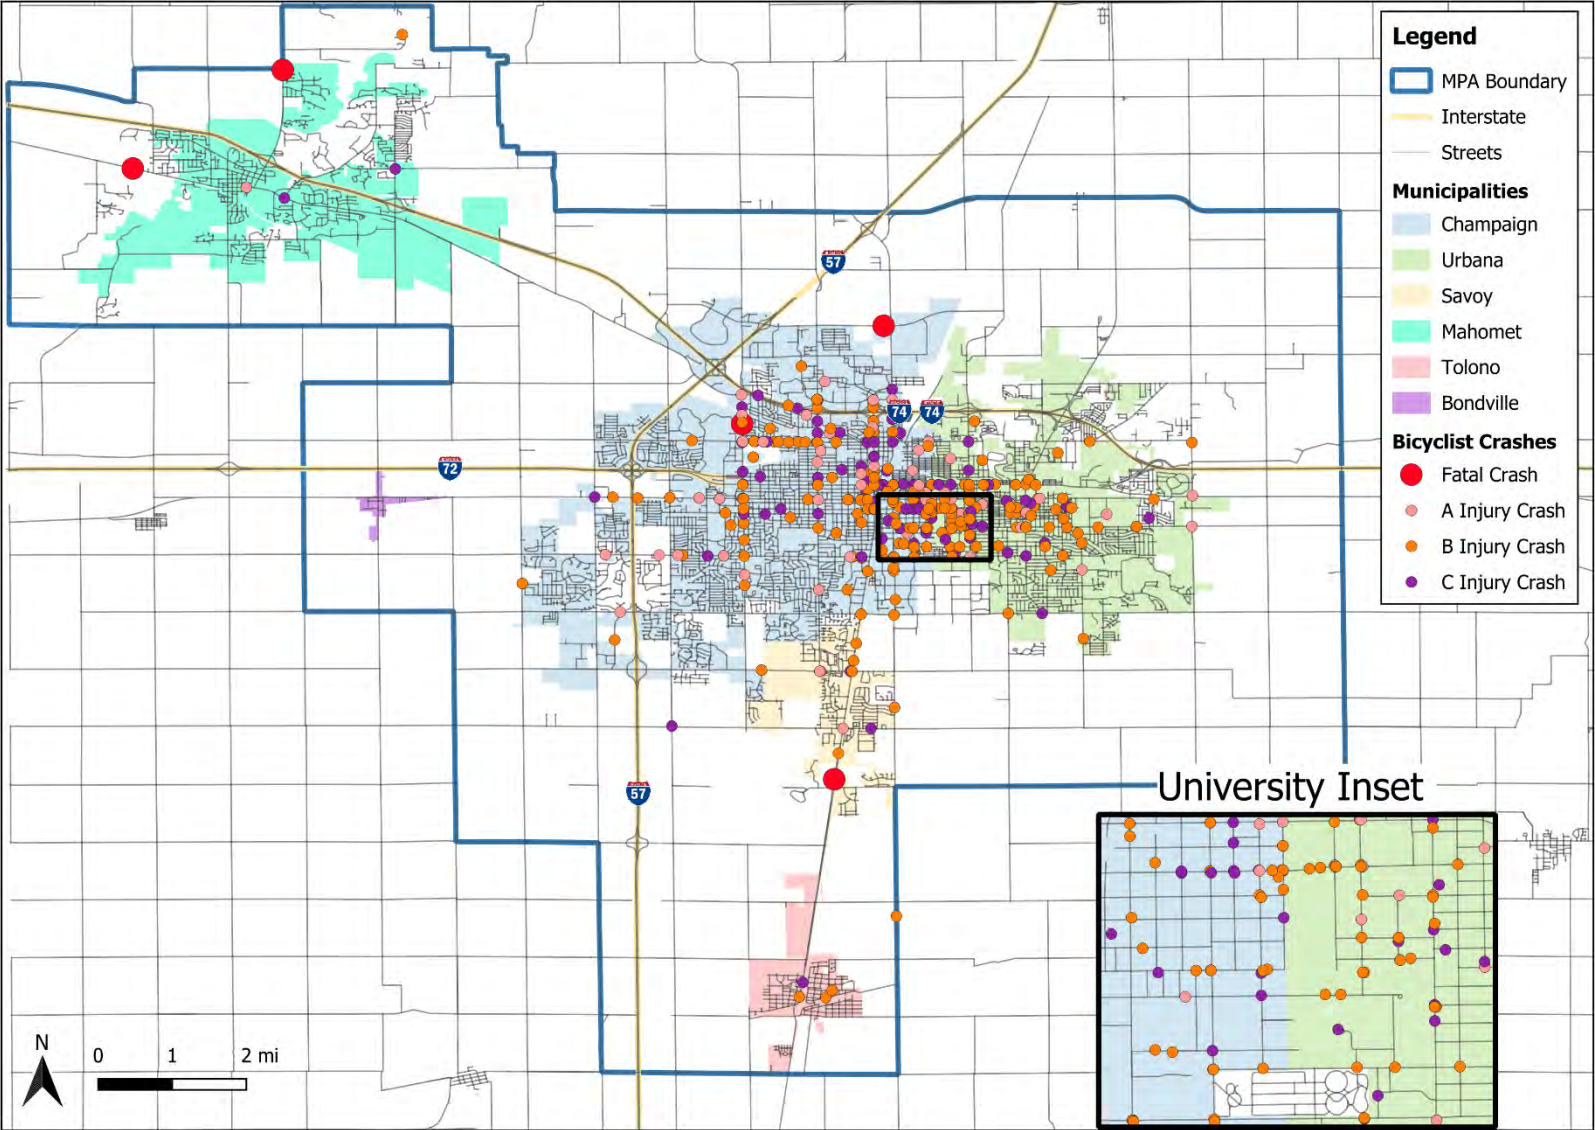 Legend
MPA Boundary
Interstate
Streets
Municipalities
Champaign
Urbana
Savoy
Mahomet
Tolono
Bondville
Bicyclist Crashes
Fatal Crash
A Injury Crash
B Injury Crash
C Injury Crash
57
74
74
72
57
University Inset
N
0 1 2 mi